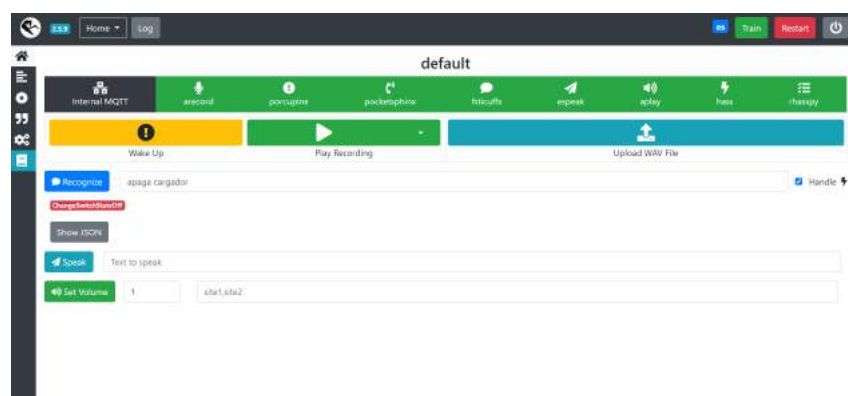 2.5.9 Home Log es Train Restart
default
Internal MQTT arecord porcupine pocketsphinx fsticuffs espeak aplay hass rhasspy
Wake Up Play Recording Upload WAV File
Recognize apaga cargador Handle
ChangeSwitchStateOff
Show JSON
Speak Text to speak
Set Volume 1 site1,site2